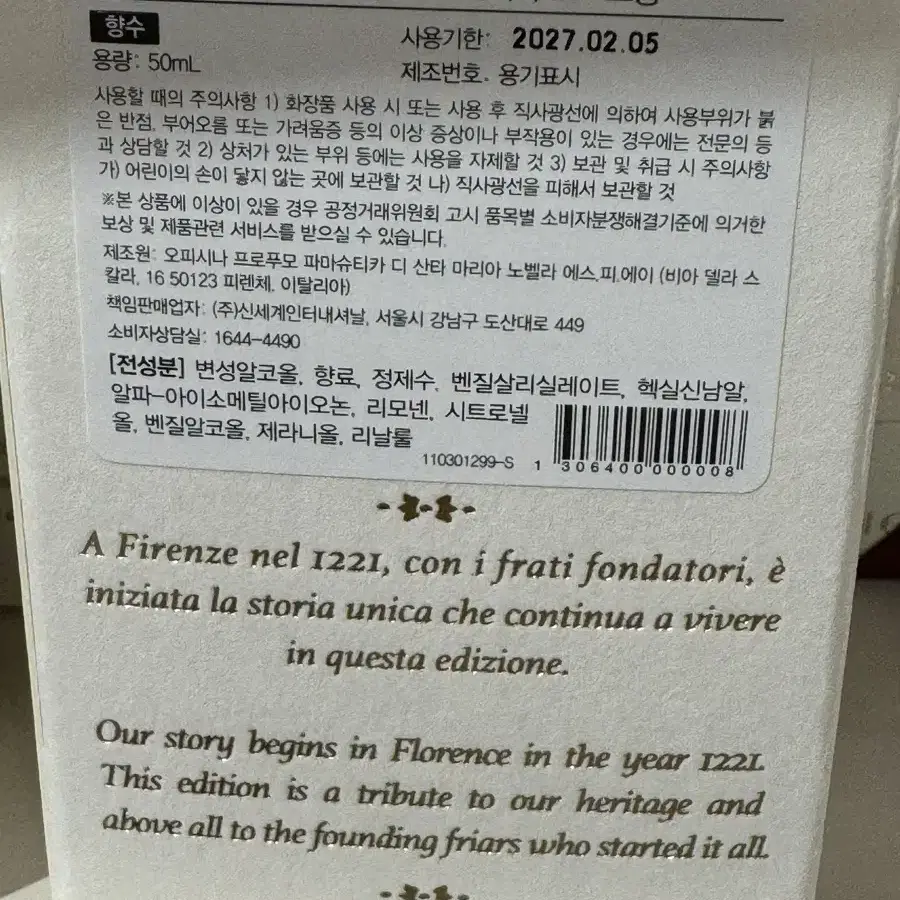 향수
용량: 50mL
사용기한: 2027.02.05
제조번호. 용기표시
사용할 때의 주의사항 1) 화장품 사용 시 또는 사용 후 직사광선에 의하여 사용부위가 붉
은 반점, 부어오름 또는 가려움증 등의 이상 증상이나 부작용이 있는 경우에는 전문의 등
과 상담할 것 2) 상처가 있는 부위 등에는 사용을 자제할 것 3) 보관 및 취급 시 주의사항
가) 어린이의 손이 닿지 않는 곳에 보관할 것 나) 직사광선을 피해서 보관할 것
※본 상품에 이상이 있을 경우 공정거래위원회 고시 품목별 소비자분쟁해결기준에 의거한
보상 및 제품관련 서비스를 받으실 수 있습니다.
제조원: 오피시나 프로푸모 파마슈티카 디 산타 마리아 노벨라 에스.피.에이 (비아 델라 스
칼라, 16 50123 피렌체, 이탈리아)
책임판매업자: (주)신세계인터내셔날, 서울시 강남구 도산대로 449
소비자상담실: 1644-4490
[전성분] 변성알코올, 향료, 정제수, 벤질살리실레이트, 헥실신남알,
알파-아이소메틸아이오논, 리모넨, 시트로넬
올, 벤질알코올, 제라니올, 리날룰
110301299-S
1 306400 000008
A Firenze nel 1221, con i frati fondatori, è
iniziata la storia unica che continua a vivere
in questa edizione.
Our story begins in Florence in the year 1221.
This edition is a tribute to our heritage and
above all to the founding friars who started it all.